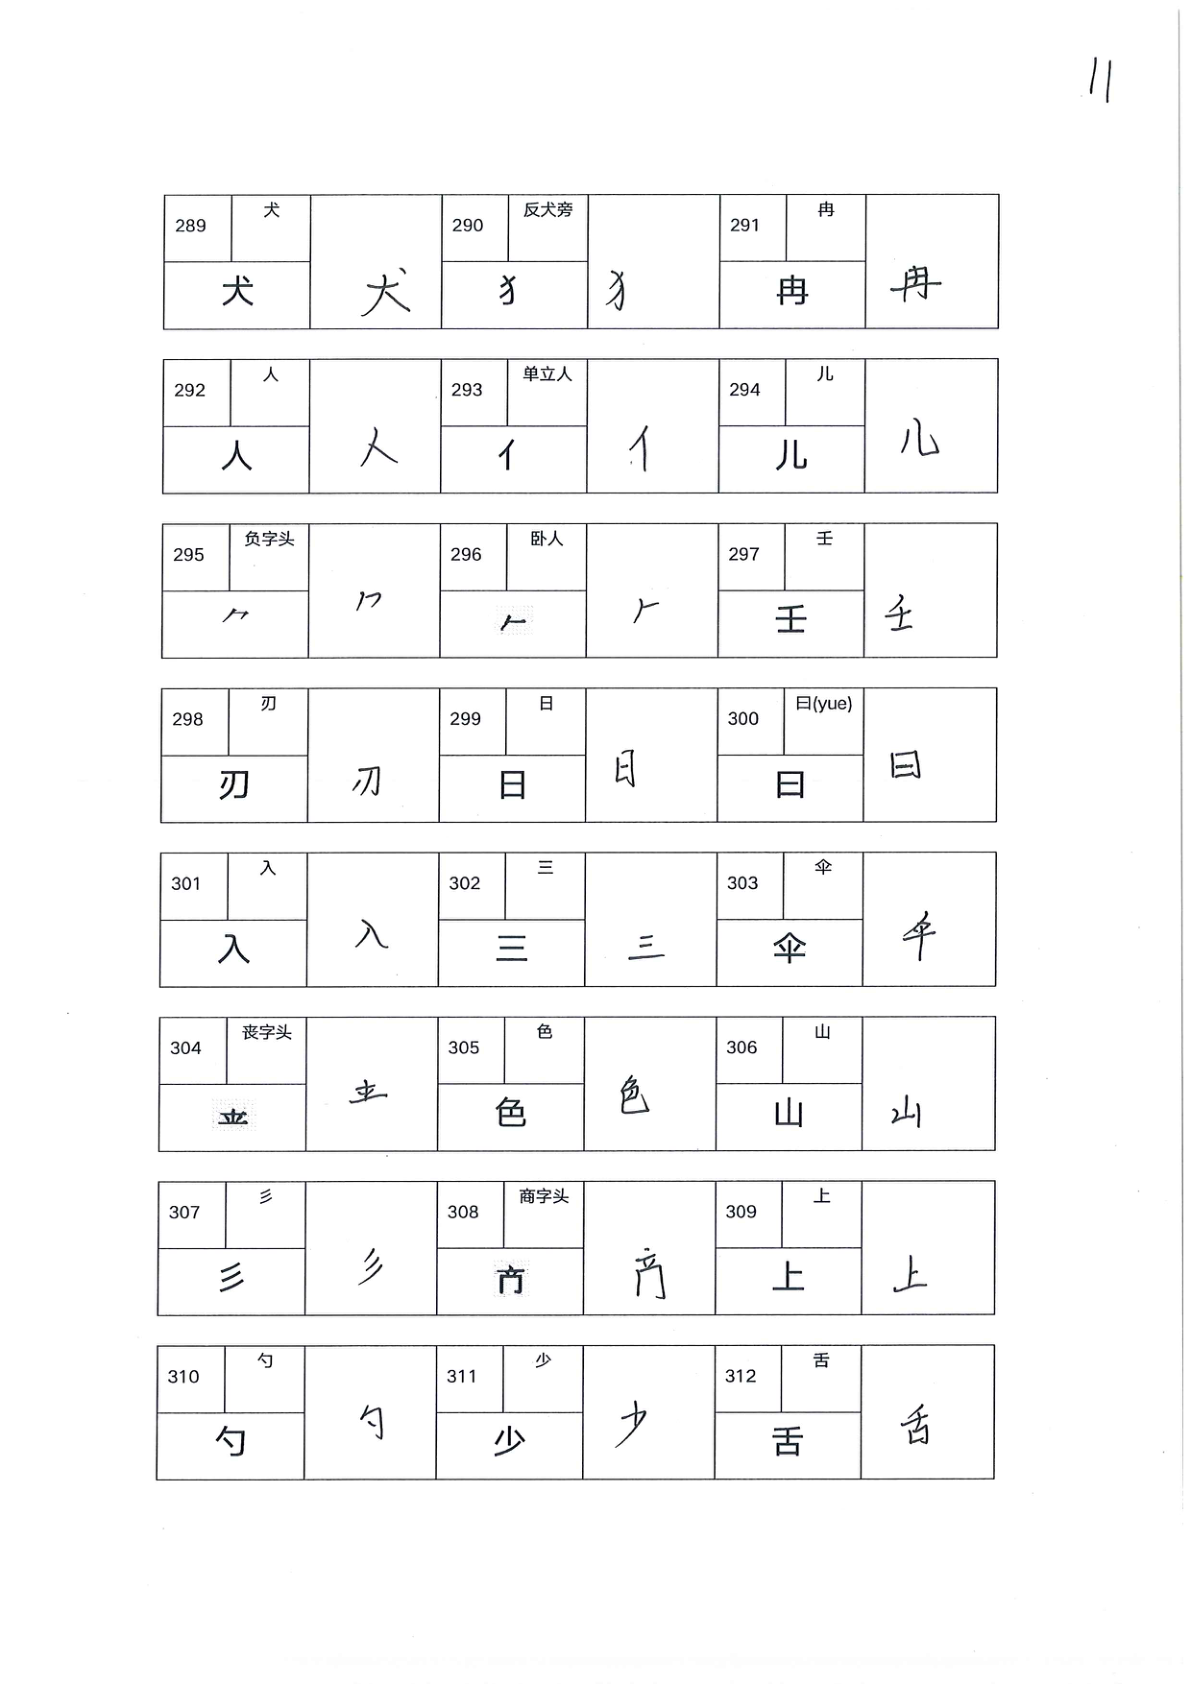 11
289 犬 犬 犬 290 反犬旁 犭 犭 291 冉 冉 冉
292 人 人 人 293 单立人 亻 亻 294 儿 儿 儿
295 负字头 ⺈ ⺈ 296 卧人 𠂉 𠂉 297 壬 壬 壬
298 刃 刃 刃 299 日 日 日 300 曰(yue) 曰 曰
301 入 入 入 302 三 三 三 303 伞 伞 伞
304 丧字头 305 色 色 色 306 山 山 山
307 彡 彡 彡 308 商字头 309 上 上 上
310 勺 勺 勺 311 少 少 少 312 舌 舌 舌